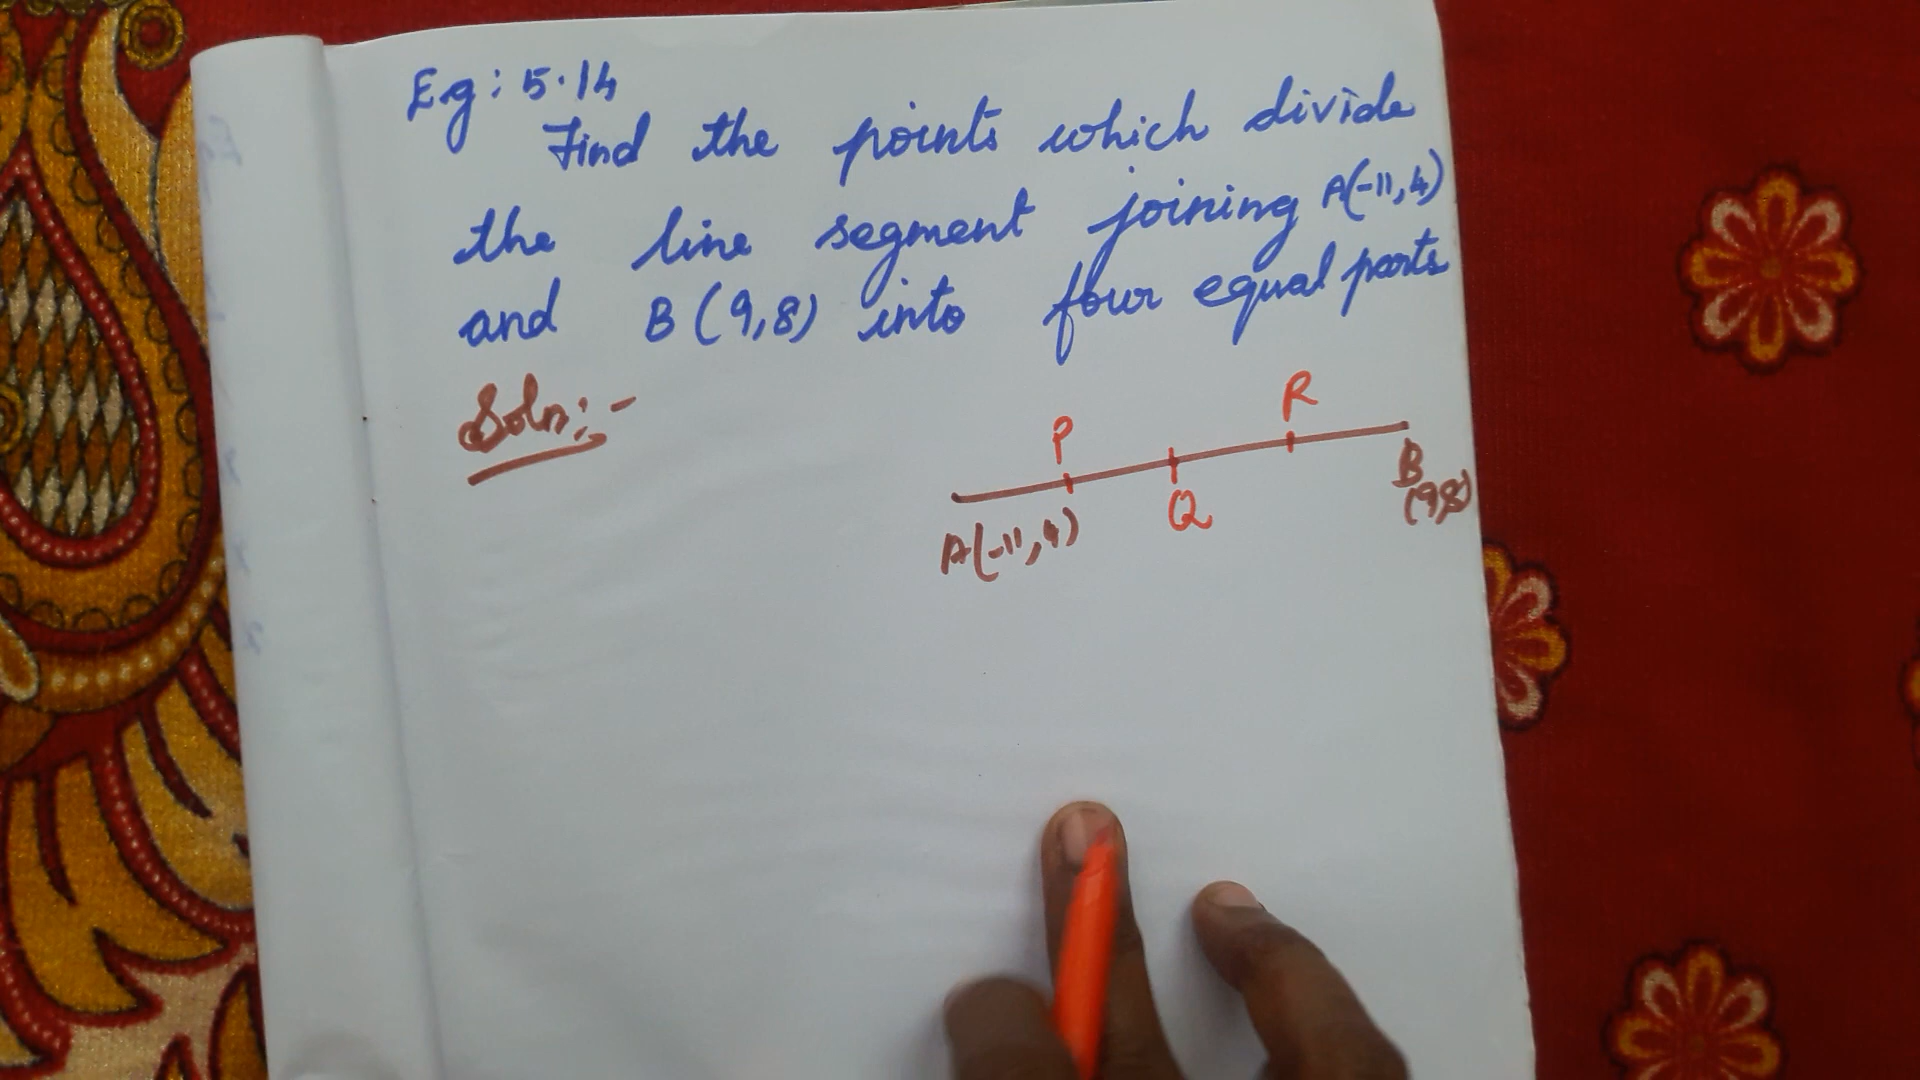 Eg: 5.14
Find the points which divide
the line segment joining A(-11,4)
and B (9,8) into four equal parts
Soln:-
P
R
Q
B
(9,8)
A(-11,4)